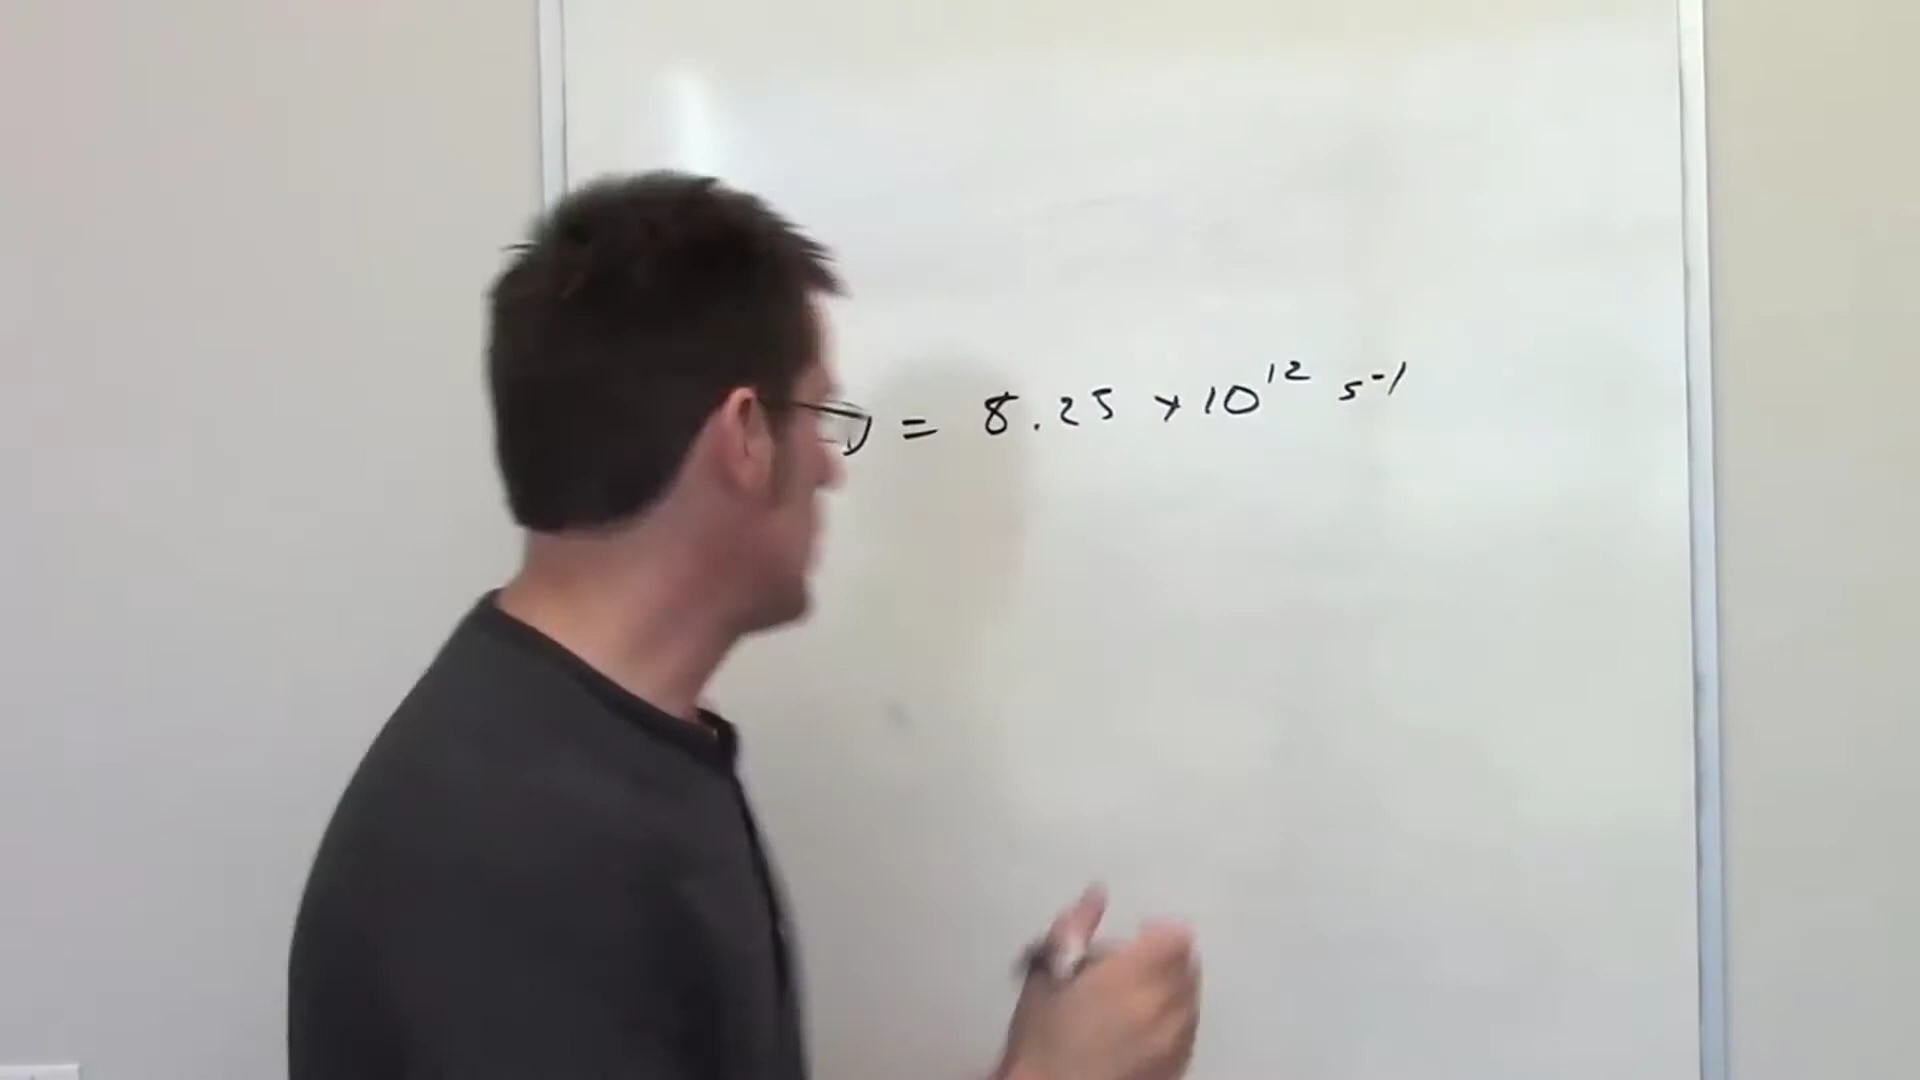 ν = 8.25 × 10¹² s⁻¹